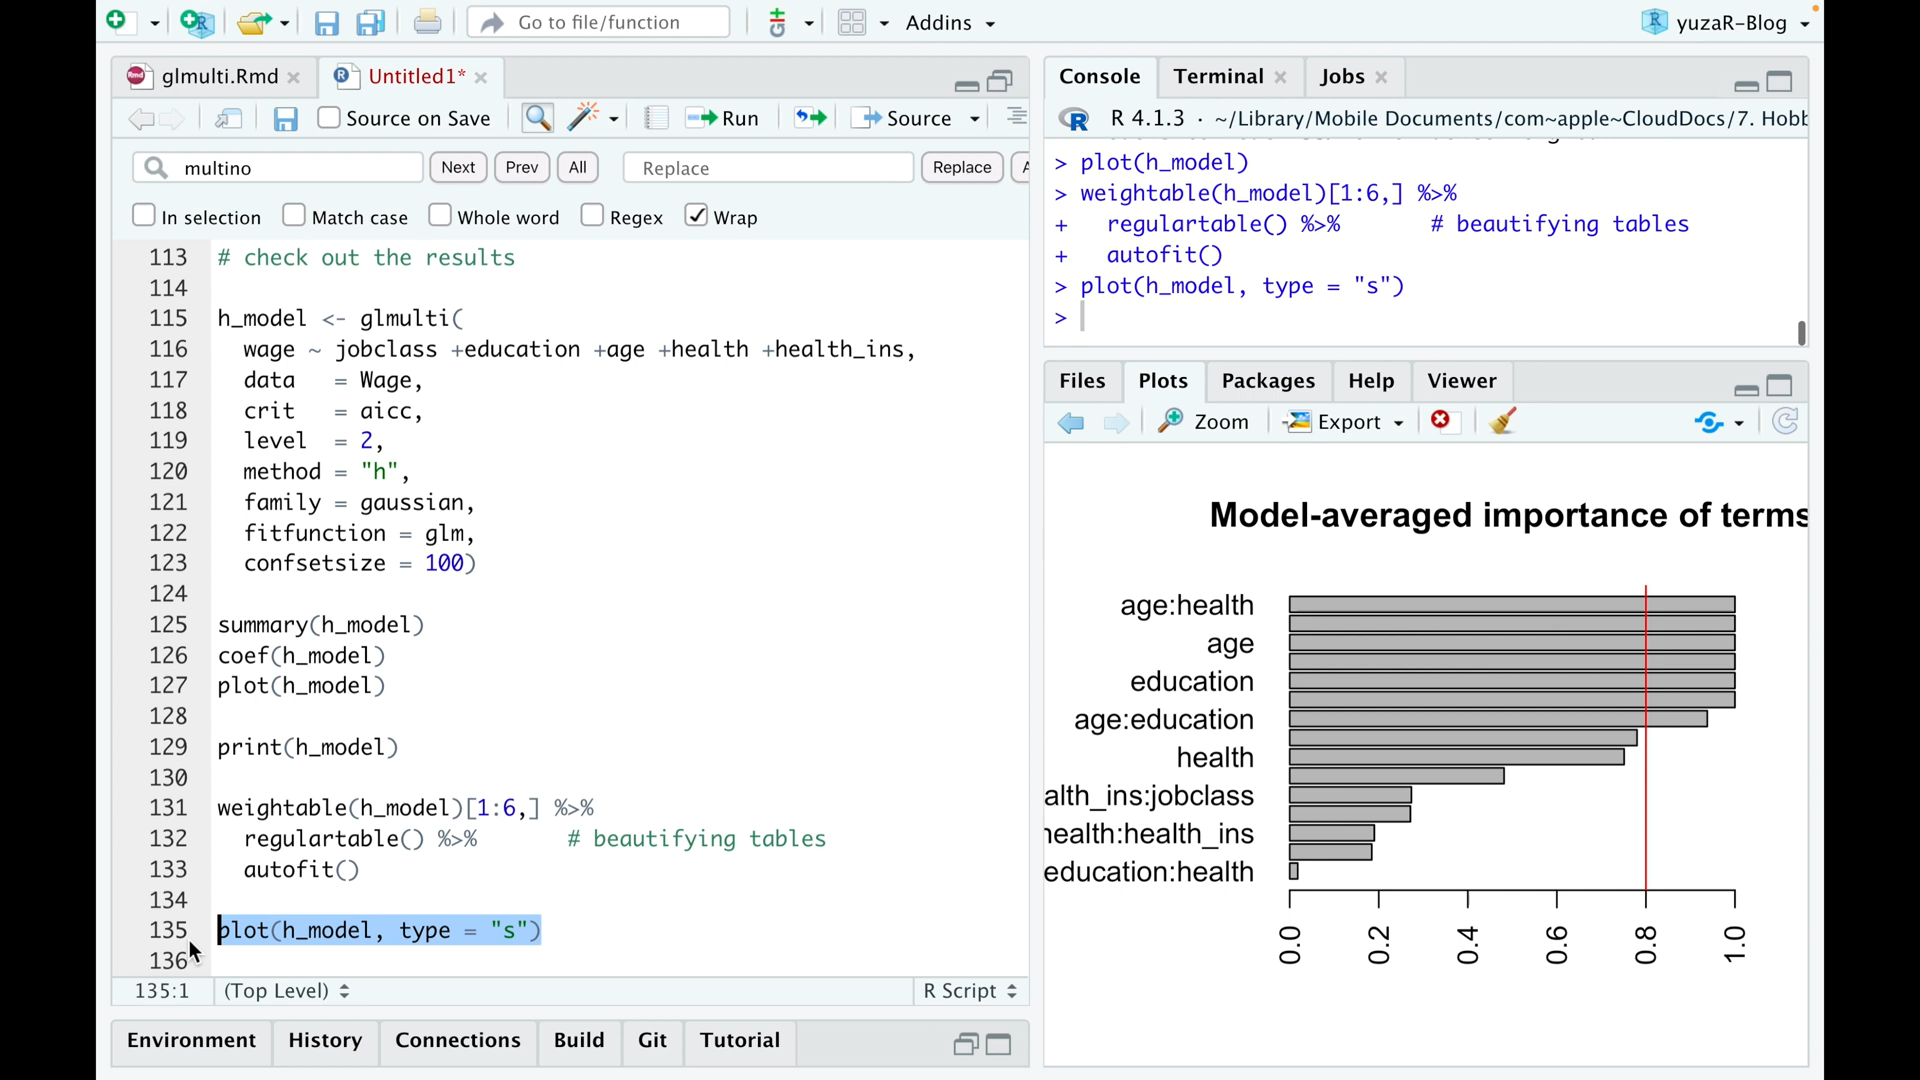 Go to file/function
Addins
yuzaR-Blog
glmulti.Rmd
Untitled1*
Source on Save
Run
Source
multino
Next
Prev
All
Replace
Replace
A
In selection
Match case
Whole word
Regex
Wrap
113 # check out the results
114
115 h_model <- glmulti(
116 wage ~ jobclass +education +age +health +health_ins,
117 data = Wage,
118 crit = aicc,
119 level = 2,
120 method = "h",
121 family = gaussian,
122 fitfunction = glm,
123 confsetsize = 100)
124
125 summary(h_model)
126 coef(h_model)
127 plot(h_model)
128
129 print(h_model)
130
131 weightable(h_model)[1:6,] %>%
132 regulartable() %>% # beautifying tables
133 autofit()
134
135 plot(h_model, type = "s")
136
135:1
(Top Level)
R Script
Environment
History
Connections
Build
Git
Tutorial
Console
Terminal
Jobs
R 4.1.3 · ~/Library/Mobile Documents/com~apple~CloudDocs/7. Hobb
> plot(h_model)
> weightable(h_model)[1:6,] %>%
+ regulartable() %>% # beautifying tables
+ autofit()
> plot(h_model, type = "s")
>
Files
Plots
Packages
Help
Viewer
Zoom
Export
Model-averaged importance of terms
age:health
age
education
age:education
health
alth_ins:jobclass
health:health_ins
education:health
0.0
0.2
0.4
0.6
0.8
1.0